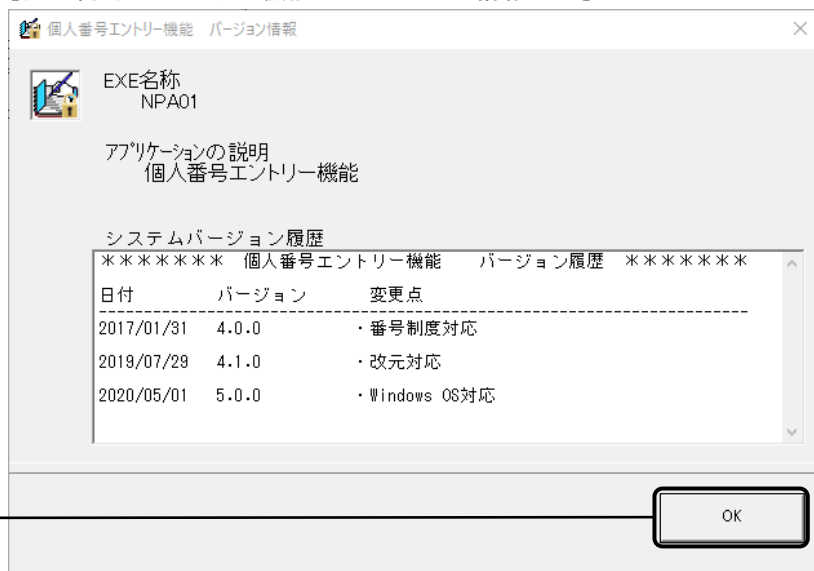 個人番号エントリー機能 バージョン情報
EXE名称
NPA01
アプリケーションの説明
個人番号エントリー機能
システムバージョン履歴
******* 個人番号エントリー機能 バージョン履歴 *******
日付 バージョン 変更点
--------------------------------------------------------------------------
2017/01/31 4.0.0 ・番号制度対応
2019/07/29 4.1.0 ・改元対応
2020/05/01 5.0.0 ・Windows OS対応
OK